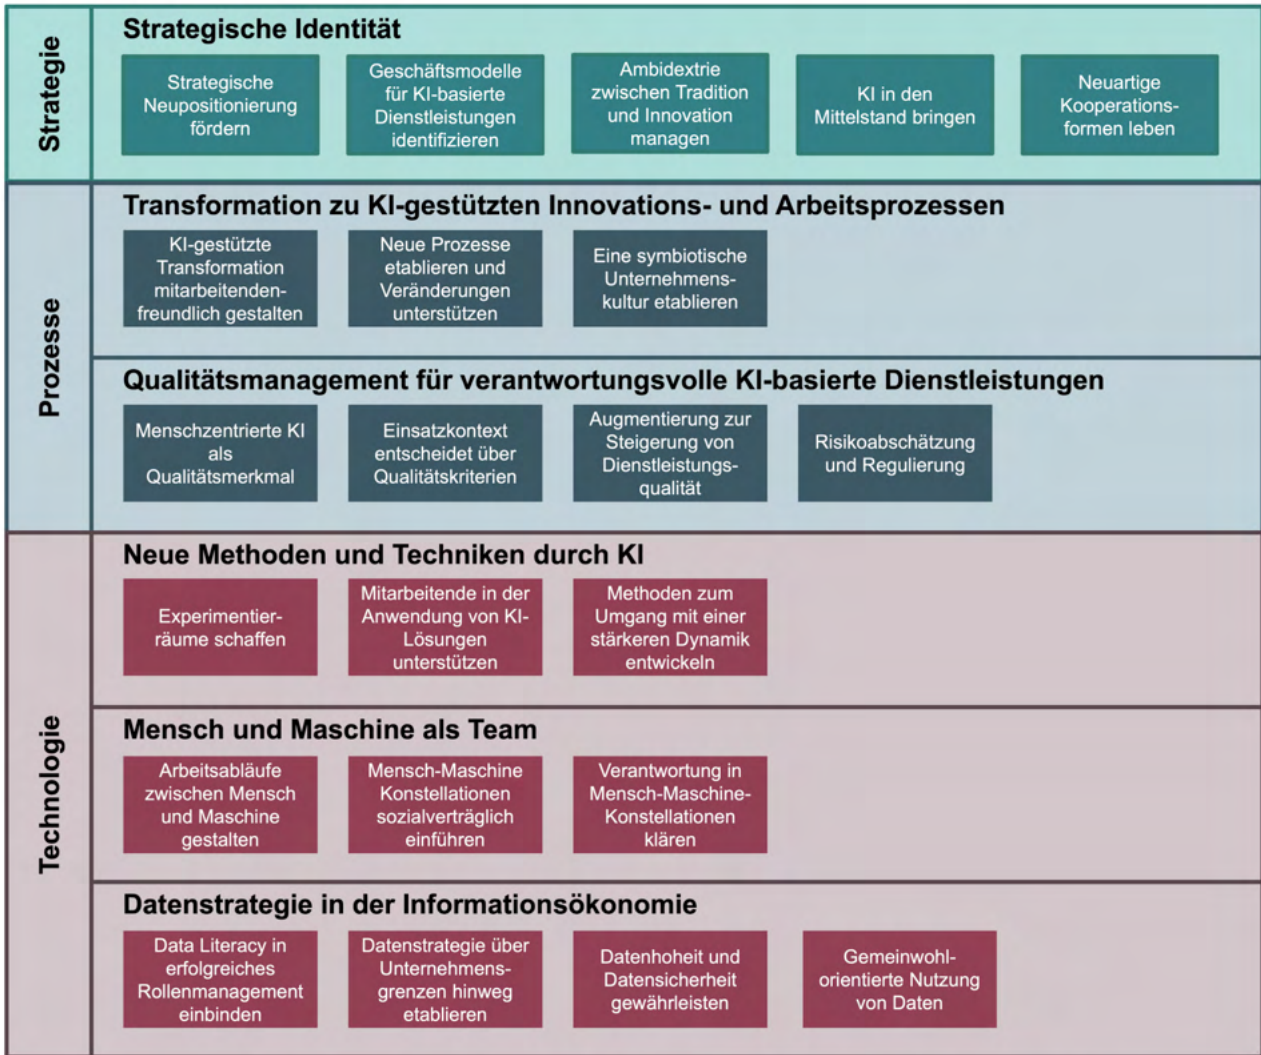 Strategie
Strategische Identität
Strategische
Neupositionierung
fördern
Geschäftsmodelle
für KI-basierte
Dienstleistungen
identifizieren
Ambidextrie
zwischen Tradition
und Innovation
managen
KI in den
Mittelstand bringen
Neuartige
Kooperations-
formen leben
Prozesse
Transformation zu KI-gestützten Innovations- und Arbeitsprozessen
KI-gestützte
Transformation
mitarbeitenden-
freundlich gestalten
Neue Prozesse
etablieren und
Veränderungen
unterstützen
Eine symbiotische
Unternehmens-
kultur etablieren
Qualitätsmanagement für verantwortungsvolle KI-basierte Dienstleistungen
Menschzentrierte KI
als
Qualitätsmerkmal
Einsatzkontext
entscheidet über
Qualitätskriterien
Augmentierung zur
Steigerung von
Dienstleistungs-
qualität
Risikoabschätzung
und Regulierung
Technologie
Neue Methoden und Techniken durch KI
Experimentier-
räume schaffen
Mitarbeitende in der
Anwendung von KI-
Lösungen
unterstützen
Methoden zum
Umgang mit einer
stärkeren Dynamik
entwickeln
Mensch und Maschine als Team
Arbeitsabläufe
zwischen Mensch
und Maschine
gestalten
Mensch-Maschine
Konstellationen
sozialverträglich
einführen
Verantwortung in
Mensch-Maschine-
Konstellationen
klären
Datenstrategie in der Informationsökonomie
Data Literacy in
erfolgreiches
Rollenmanagement
einbinden
Datenstrategie über
Unternehmens-
grenzen hinweg
etablieren
Datenhoheit und
Datensicherheit
gewährleisten
Gemeinwohl-
orientierte Nutzung
von Daten